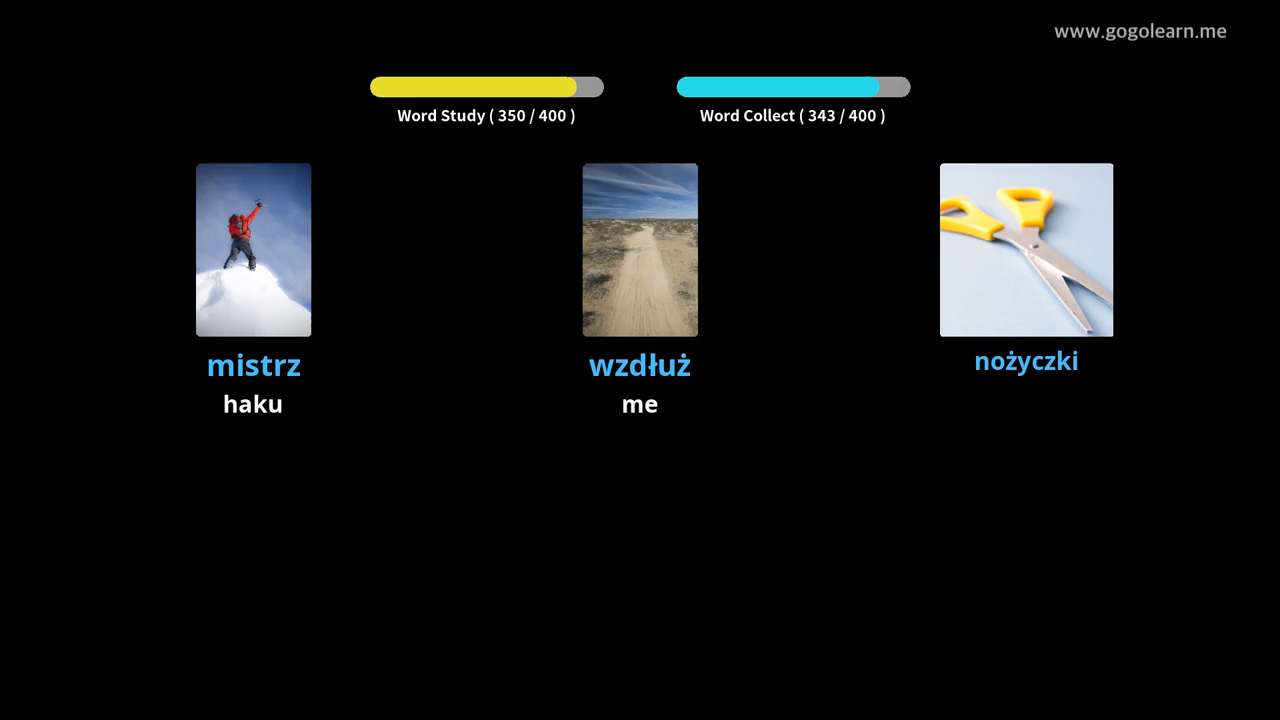 www.gogolearn.me
Word Study ( 350 / 400 )
Word Collect ( 343 / 400 )
mistrz
haku
wzdłuż
me
nożyczki